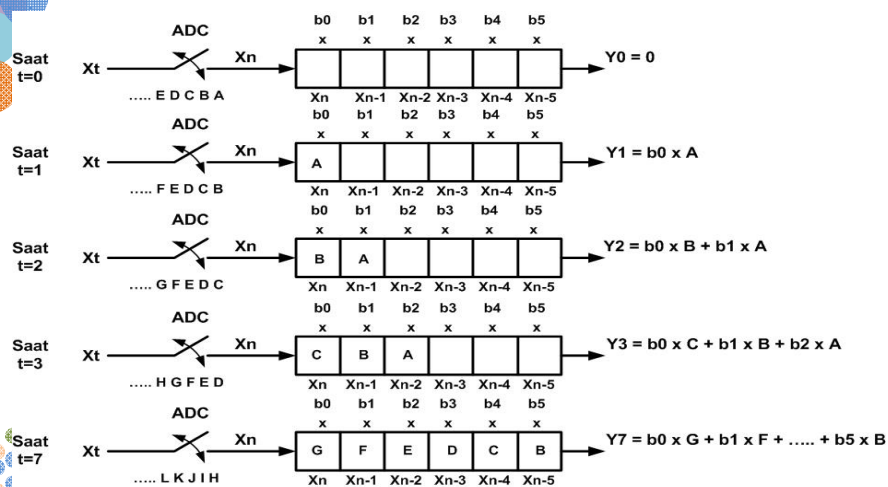 b0 b1 b2 b3 b4 b5
ADC
x x x x x x
Saat
t=0
Xt
Xn
Y0 = 0
..... E D C B A
Xn Xn-1 Xn-2 Xn-3 Xn-4 Xn-5
b0 b1 b2 b3 b4 b5
ADC
x x x x x x
Saat
t=1
Xt
Xn
A
Y1 = b0 x A
..... F E D C B
Xn Xn-1 Xn-2 Xn-3 Xn-4 Xn-5
b0 b1 b2 b3 b4 b5
ADC
x x x x x x
Saat
t=2
Xt
Xn
B A
Y2 = b0 x B + b1 x A
..... G F E D C
Xn Xn-1 Xn-2 Xn-3 Xn-4 Xn-5
b0 b1 b2 b3 b4 b5
ADC
x x x x x x
Saat
t=3
Xt
Xn
C B A
Y3 = b0 x C + b1 x B + b2 x A
..... H G F E D
Xn Xn-1 Xn-2 Xn-3 Xn-4 Xn-5
b0 b1 b2 b3 b4 b5
ADC
x x x x x x
Saat
t=7
Xt
Xn
G F E D C B
Y7 = b0 x G + b1 x F + ..... + b5 x B
..... L K J I H
Xn Xn-1 Xn-2 Xn-3 Xn-4 Xn-5